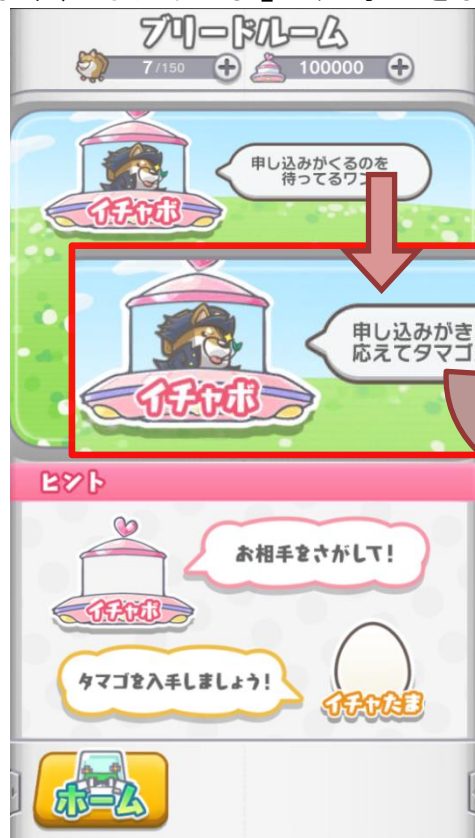 ブリードルーム
7/150
100000
申し込みがくるのを
待ってるワン
イチャポ
申し込みがき
応えてタマゴ
イチャポ
ヒント
お相手をさがして!
イチャポ
タマゴを入手しましょう!
イチャたま
ホーム